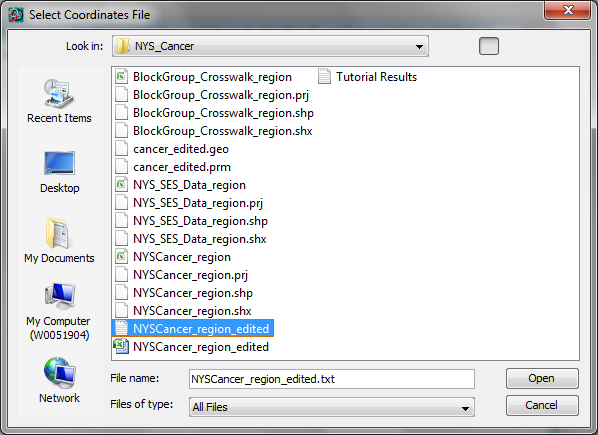 Select Coordinates File
Look in:
NYS_Cancer
Recent Items
Desktop
My Documents
My Computer
(W0051904)
Network
BlockGroup_Crosswalk_region
BlockGroup_Crosswalk_region.prj
BlockGroup_Crosswalk_region.shp
BlockGroup_Crosswalk_region.shx
cancer_edited.geo
cancer_edited.prm
NYS_SES_Data_region
NYS_SES_Data_region.prj
NYS_SES_Data_region.shp
NYS_SES_Data_region.shx
NYSCancer_region
NYSCancer_region.prj
NYSCancer_region.shp
NYSCancer_region.shx
NYSCancer_region_edited
NYSCancer_region_edited
Tutorial Results
File name:
NYSCancer_region_edited.txt
Open
Files of type:
All Files
Cancel